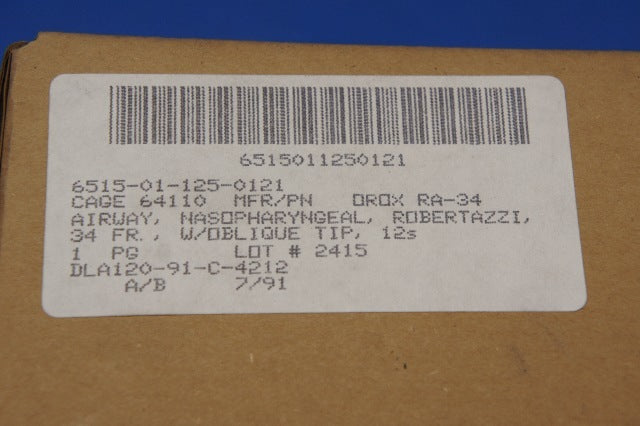 6515011250121
6515-01-125-0121
CAGE 64110 MFR/PN OROX RA-34
AIRWAY, NASOPHARYNGEAL, ROBERTAZZI,
34 FR., W/OBLIQUE TIP, 12s
1 PG LOT # 2415
DLA120-91-C-4212
A/B 7/91